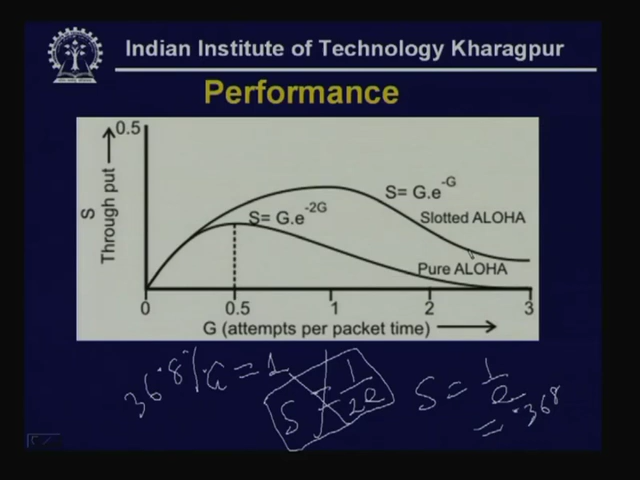 Indian Institute of Technology Kharagpur
Performance
0.5
S
Through put
S= G.e^-G
S= G.e^-2G
Slotted ALOHA
Pure ALOHA
0 0.5 1 2 3
G (attempts per packet time)
36.8% G = 1
S = 1/2e
S = 1/e
= .368